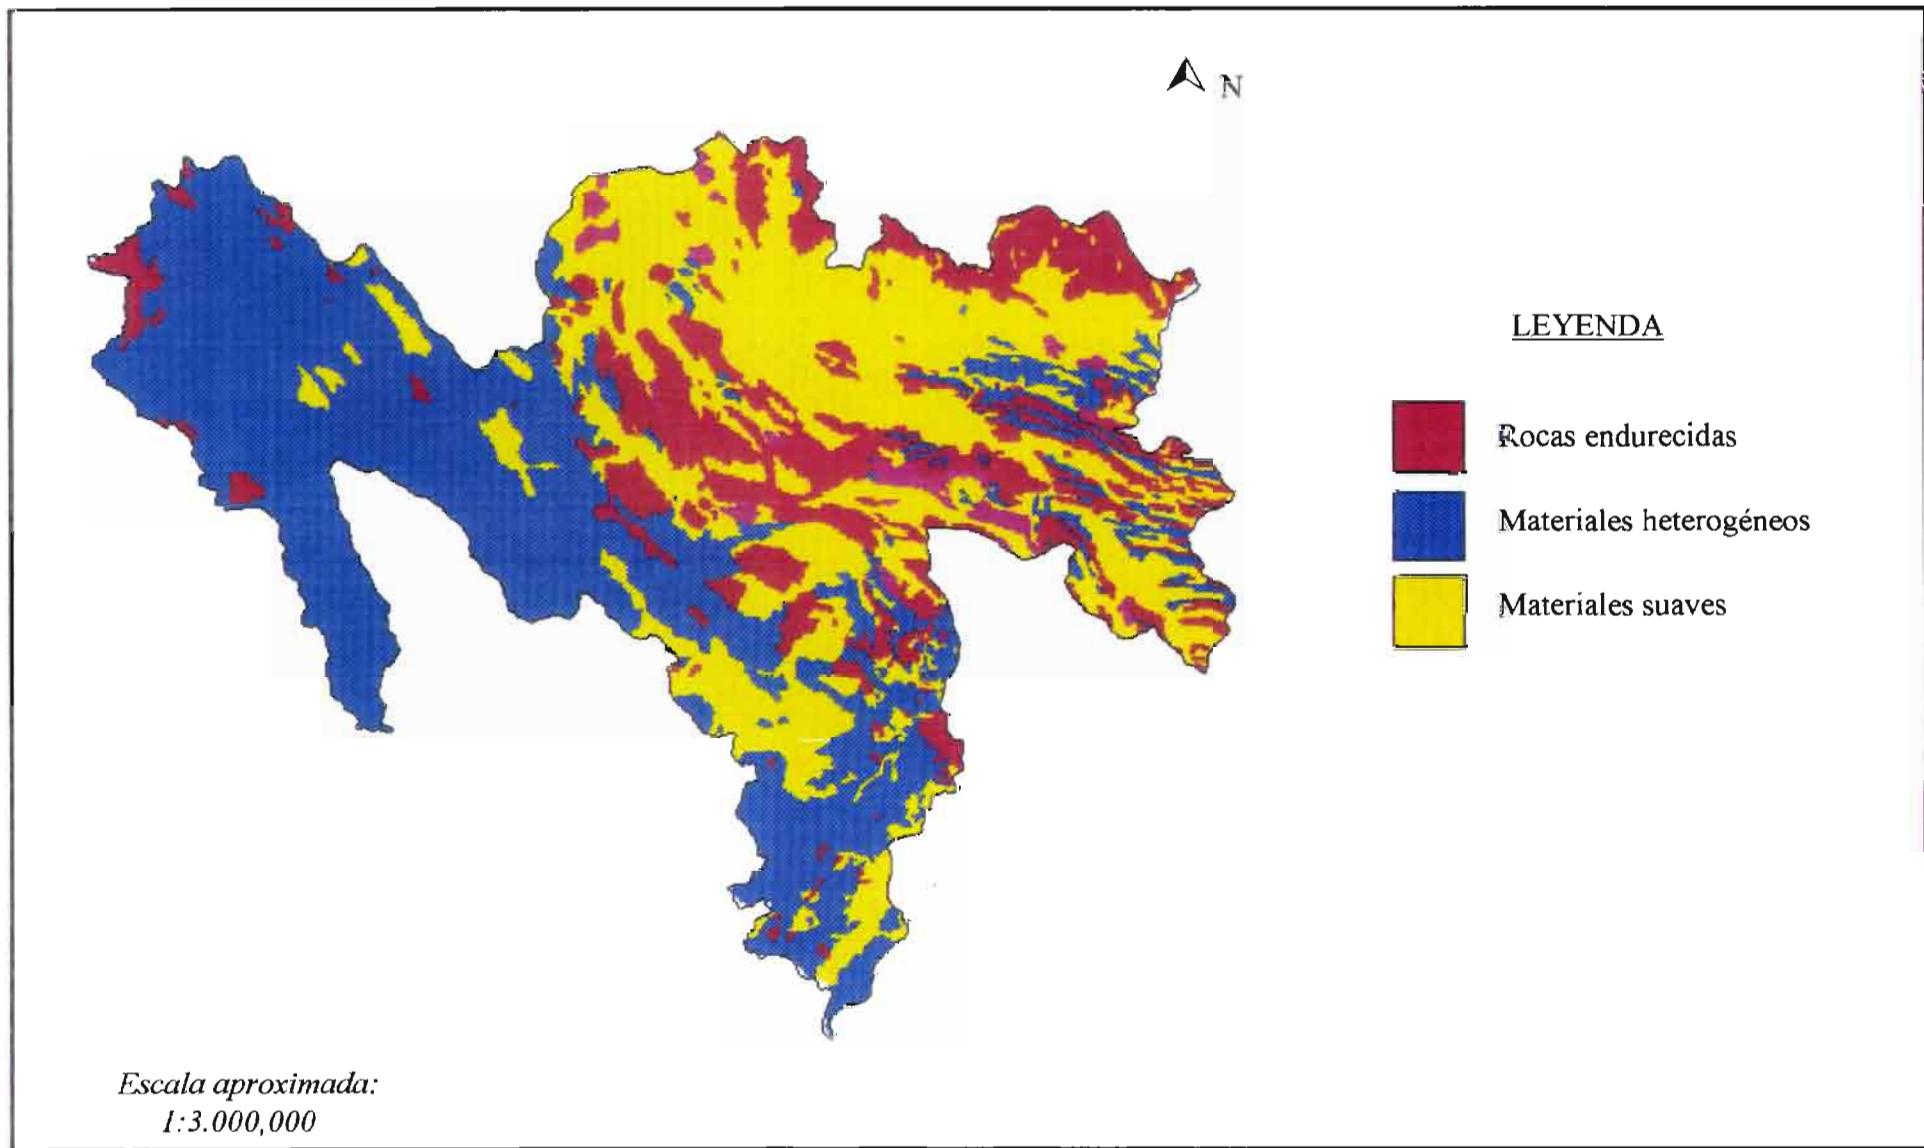 N
LEYENDA
Rocas endurecidas
Materiales heterogéneos
Materiales suaves
Escala aproximada:
1:3.000,000